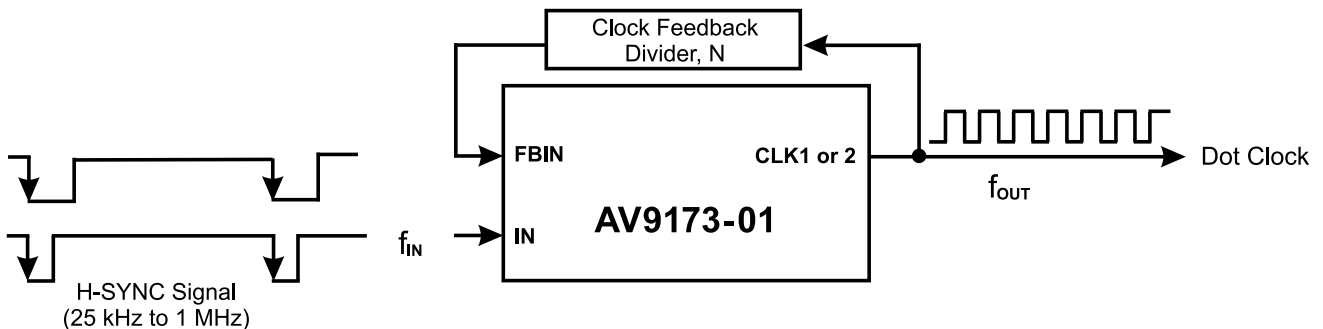 Clock Feedback
Divider, N
FBIN
CLK1 or 2
Dot Clock
fOUT
AV9173-01
fIN
IN
H-SYNC Signal
(25 kHz to 1 MHz)